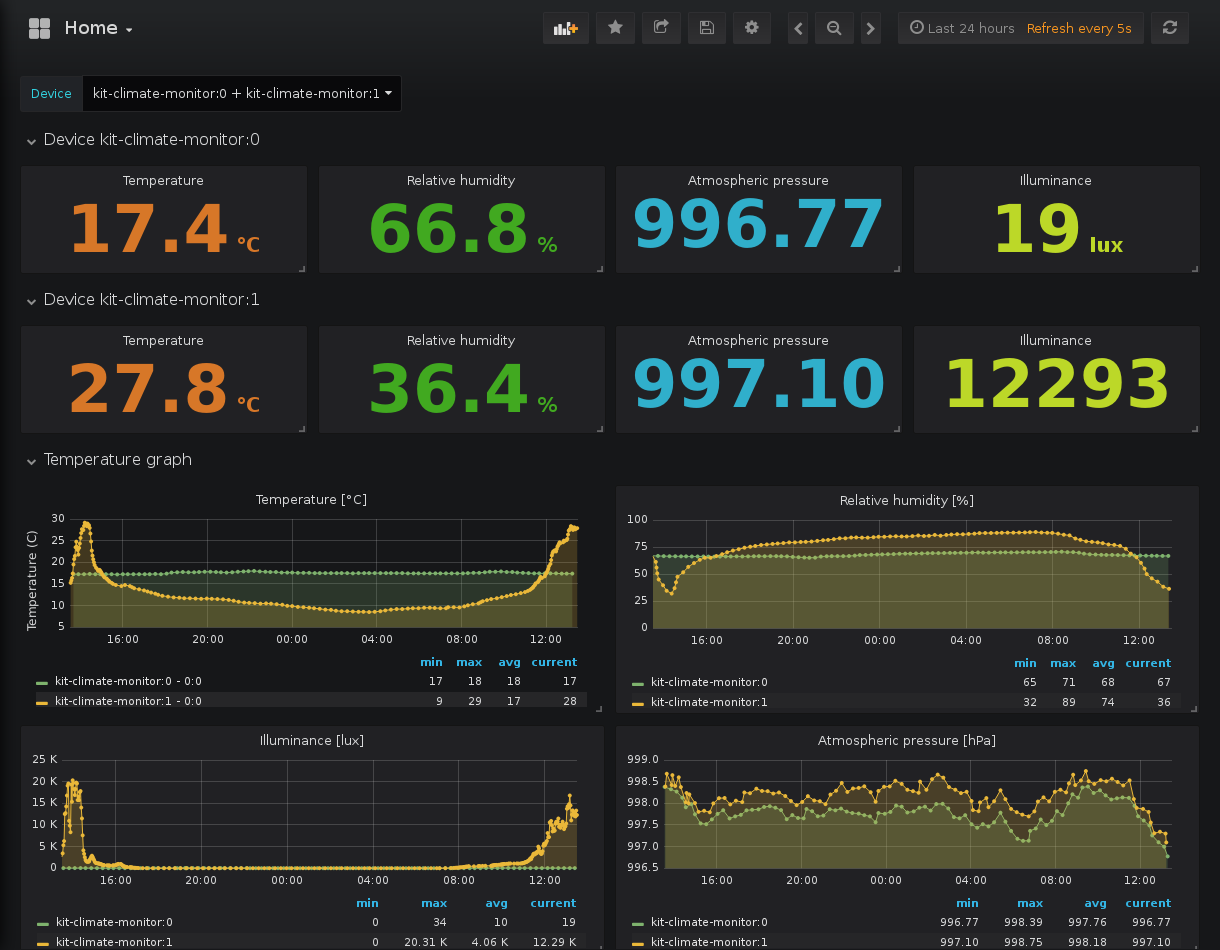 Home
Last 24 hours Refresh every 5s
Device kit-climate-monitor:0 + kit-climate-monitor:1
Device kit-climate-monitor:0
Temperature Relative humidity Atmospheric pressure Illuminance
17.4 °C 66.8 % 996.77 19 lux
Device kit-climate-monitor:1
Temperature Relative humidity Atmospheric pressure Illuminance
27.8 °C 36.4 % 997.10 12293
Temperature graph
Temperature [°C]
Temperature (C)
30
25
20
15
10
5
16:00 20:00 00:00 04:00 08:00 12:00
min max avg current
kit-climate-monitor:0 - 0:0 17 18 18 17
kit-climate-monitor:1 - 0:0 9 29 17 28
Relative humidity [%]
100
75
50
25
0
16:00 20:00 00:00 04:00 08:00 12:00
min max avg current
kit-climate-monitor:0 65 71 68 67
kit-climate-monitor:1 32 89 74 36
Illuminance [lux]
25 K
20 K
15 K
10 K
5 K
0
16:00 20:00 00:00 04:00 08:00 12:00
min max avg current
kit-climate-monitor:0 0 34 10 19
kit-climate-monitor:1 0 20.31 K 4.06 K 12.29 K
Atmospheric pressure [hPa]
999.0
998.5
998.0
997.5
997.0
996.5
16:00 20:00 00:00 04:00 08:00 12:00
min max avg current
kit-climate-monitor:0 996.77 998.39 997.76 996.77
kit-climate-monitor:1 997.10 998.75 998.18 997.10